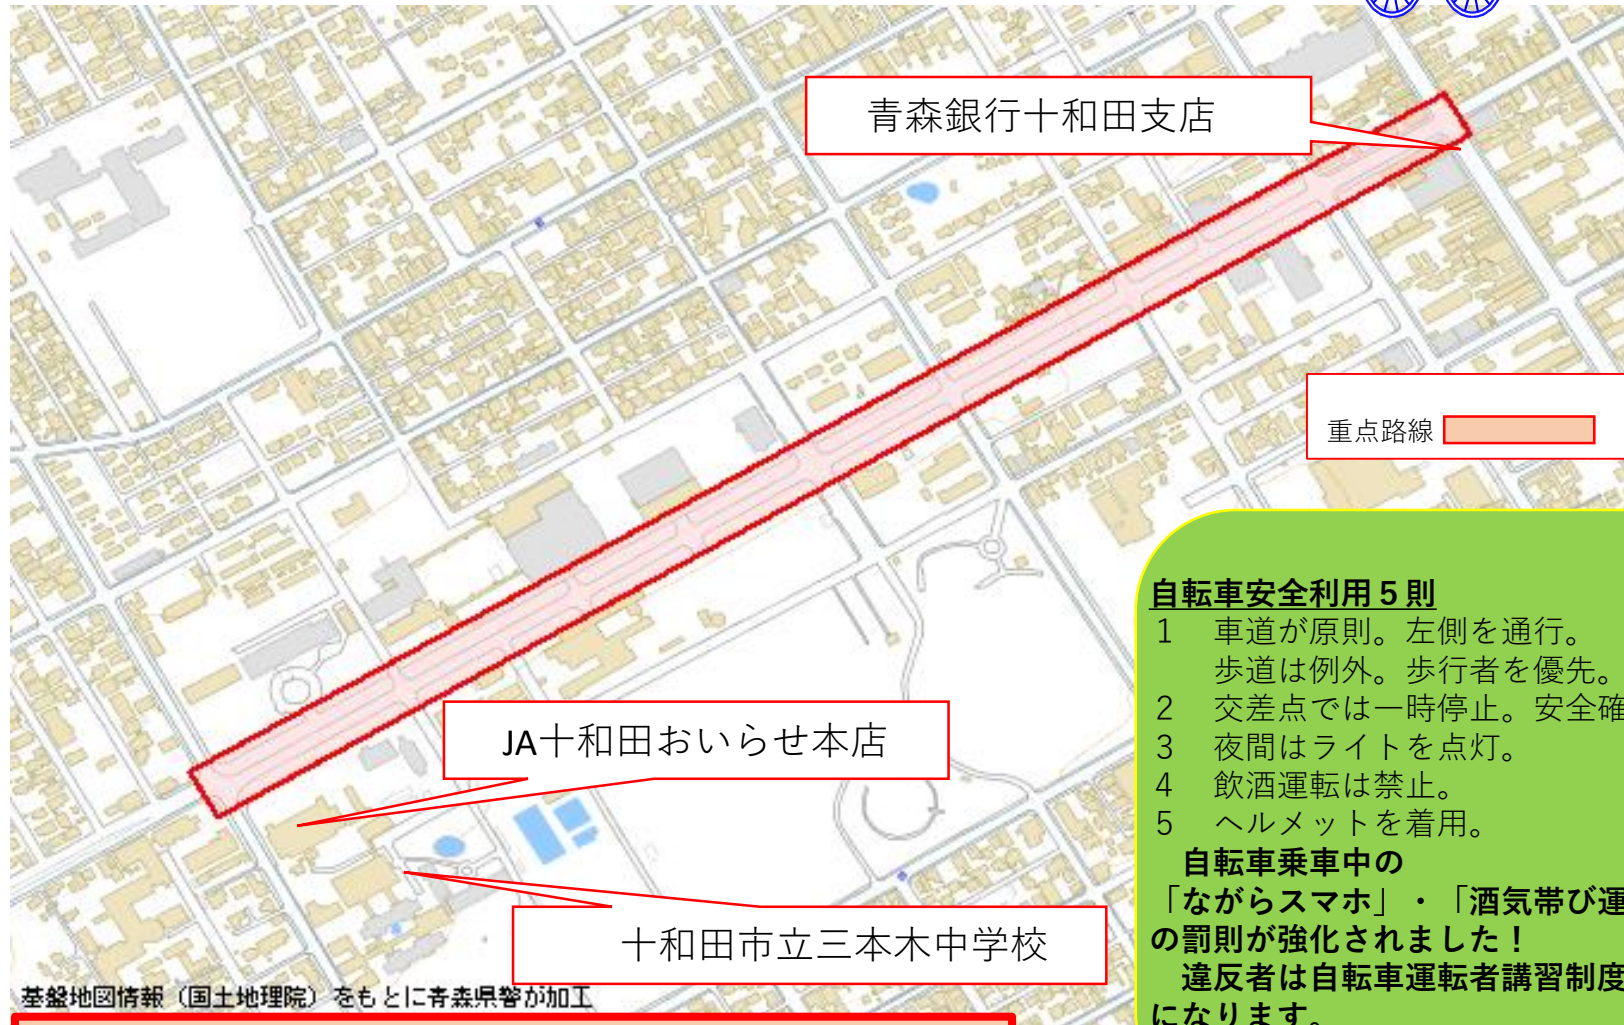 青森銀行十和田支店
重点路線
JA十和田おいらせ本店
十和田市立三本木中学校
基盤地図情報（国土地理院）をもとに青森県警が加工
自転車安全利用５則
1　車道が原則。左側を通行。
歩道は例外。歩行者を優先。
2　交差点では一時停止。安全確
3　夜間はライトを点灯。
4　飲酒運転は禁止。
5　ヘルメットを着用。
自転車乗車中の
「ながらスマホ」・「酒気帯び運
の罰則が強化されました！
違反者は自転車運転者講習制度
になります。